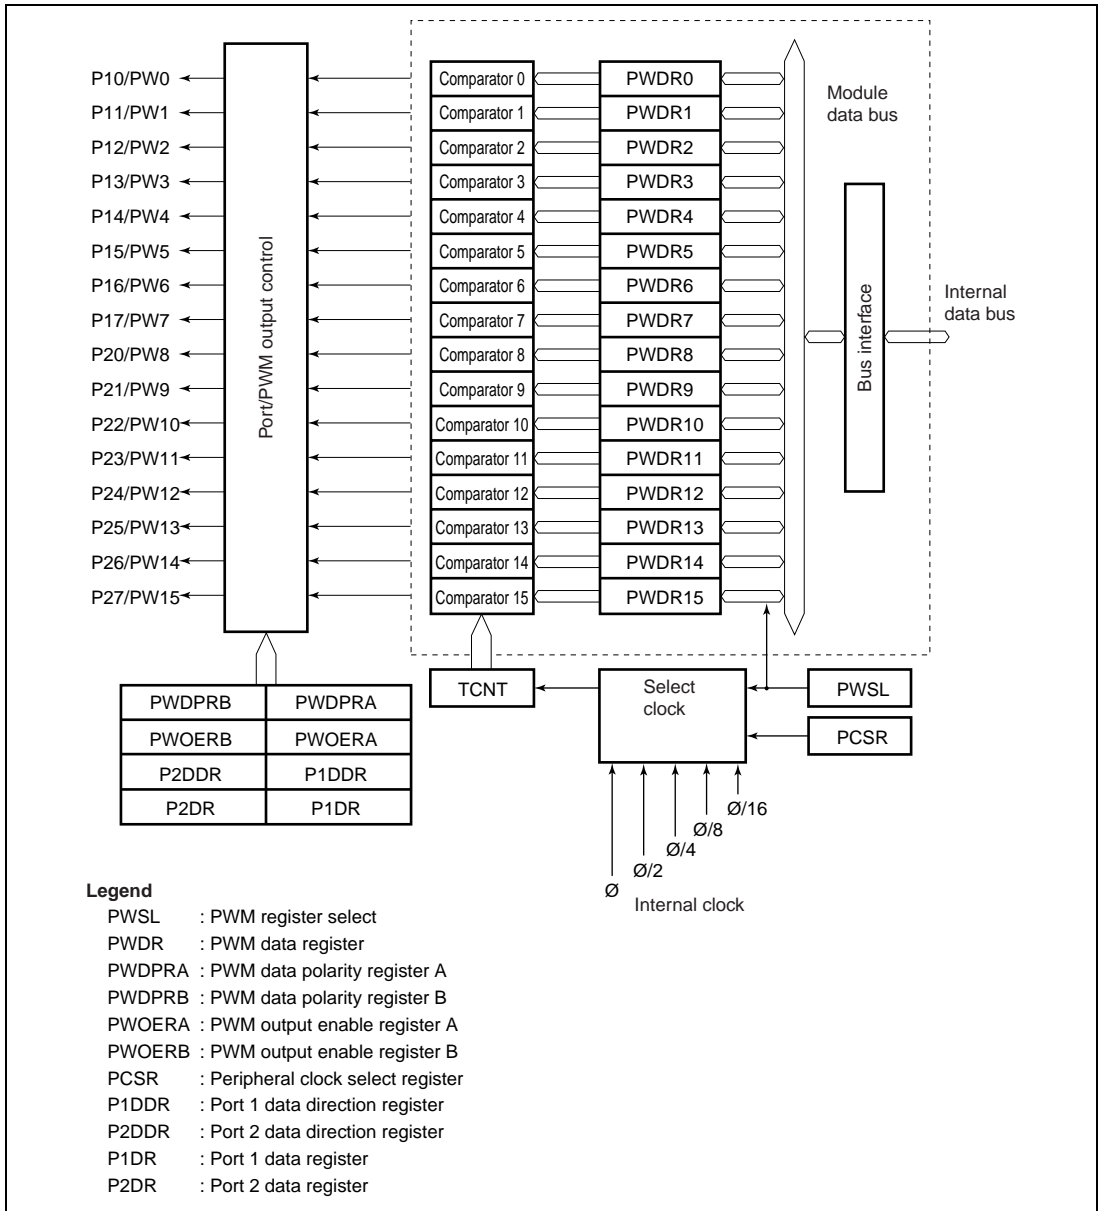 P10/PW0 Comparator 0 PWDR0
P11/PW1 Comparator 1 PWDR1
P12/PW2 Comparator 2 PWDR2
P13/PW3 Comparator 3 PWDR3
P14/PW4 Comparator 4 PWDR4
P15/PW5 Comparator 5 PWDR5
P16/PW6 Comparator 6 PWDR6
P17/PW7 Comparator 7 PWDR7
P20/PW8 Comparator 8 PWDR8
P21/PW9 Comparator 9 PWDR9
P22/PW10 Comparator 10 PWDR10
P23/PW11 Comparator 11 PWDR11
P24/PW12 Comparator 12 PWDR12
P25/PW13 Comparator 13 PWDR13
P26/PW14 Comparator 14 PWDR14
P27/PW15 Comparator 15 PWDR15
Port/PWM output control
Module
data bus
Bus interface
Internal
data bus
TCNT
Select
clock
PWSL
PCSR
PWDPRB PWDPRA
PWOERB PWOERA
P2DDR P1DDR
P2DR P1DR
Ø/16
Ø/8
Ø/4
Ø/2
Ø
Internal clock
Legend
PWSL : PWM register select
PWDR : PWM data register
PWDPRA : PWM data polarity register A
PWDPRB : PWM data polarity register B
PWOERA : PWM output enable register A
PWOERB : PWM output enable register B
PCSR : Peripheral clock select register
P1DDR : Port 1 data direction register
P2DDR : Port 2 data direction register
P1DR : Port 1 data register
P2DR : Port 2 data register